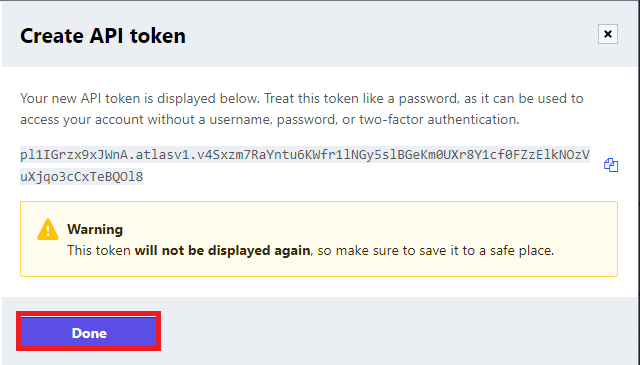 Create API token
Your new API token is displayed below. Treat this token like a password, as it can be used to
access your account without a username, password, or two-factor authentication.
pl1IGrzx9xJWnA.atlasv1.v4Sxzm7RaYntu6KWfr1lNGy5slBGeKm0UXr8Y1cf0FZzElkNOzV
uXjqo3cCxTeBQOl8
Warning
This token will not be displayed again, so make sure to save it to a safe place.
Done